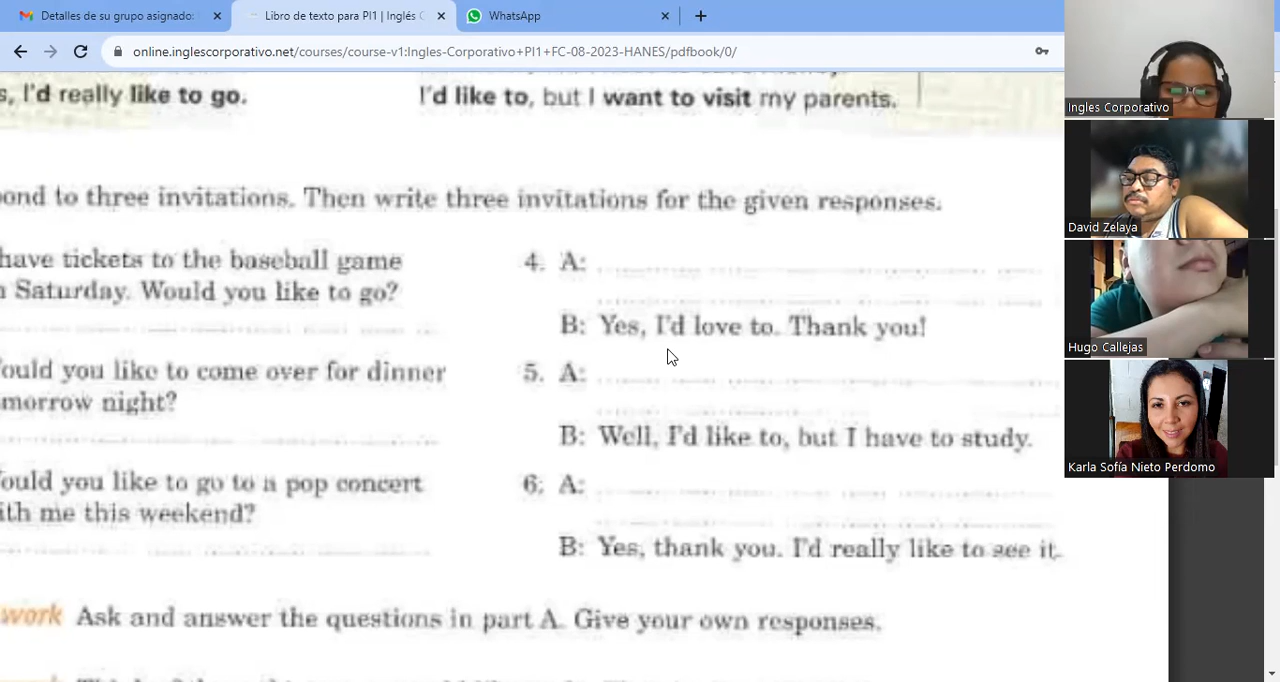 Detalles de su grupo asignado:
Libro de texto para PI1 | Inglés C
WhatsApp
online.inglescorporativo.net/courses/course-v1:Ingles-Corporativo+PI1+FC-08-2023-HANES/pdfbook/0/
s, I'd really like to go.
I'd like to, but I want to visit my parents.
ond to three invitations. Then write three invitations for the given responses.
have tickets to the baseball game
n Saturday. Would you like to go?
ould you like to come over for dinner
morrow night?
ould you like to go to a pop concert
ith me this weekend?
4. A:
B: Yes, I'd love to. Thank you!
5. A:
B: Well, I'd like to, but I have to study.
6. A:
B: Yes, thank you. I'd really like to see it.
work Ask and answer the questions in part A. Give your own responses.
Ingles Corporativo
David Zelaya
Hugo Callejas
Karla Sofía Nieto Perdomo